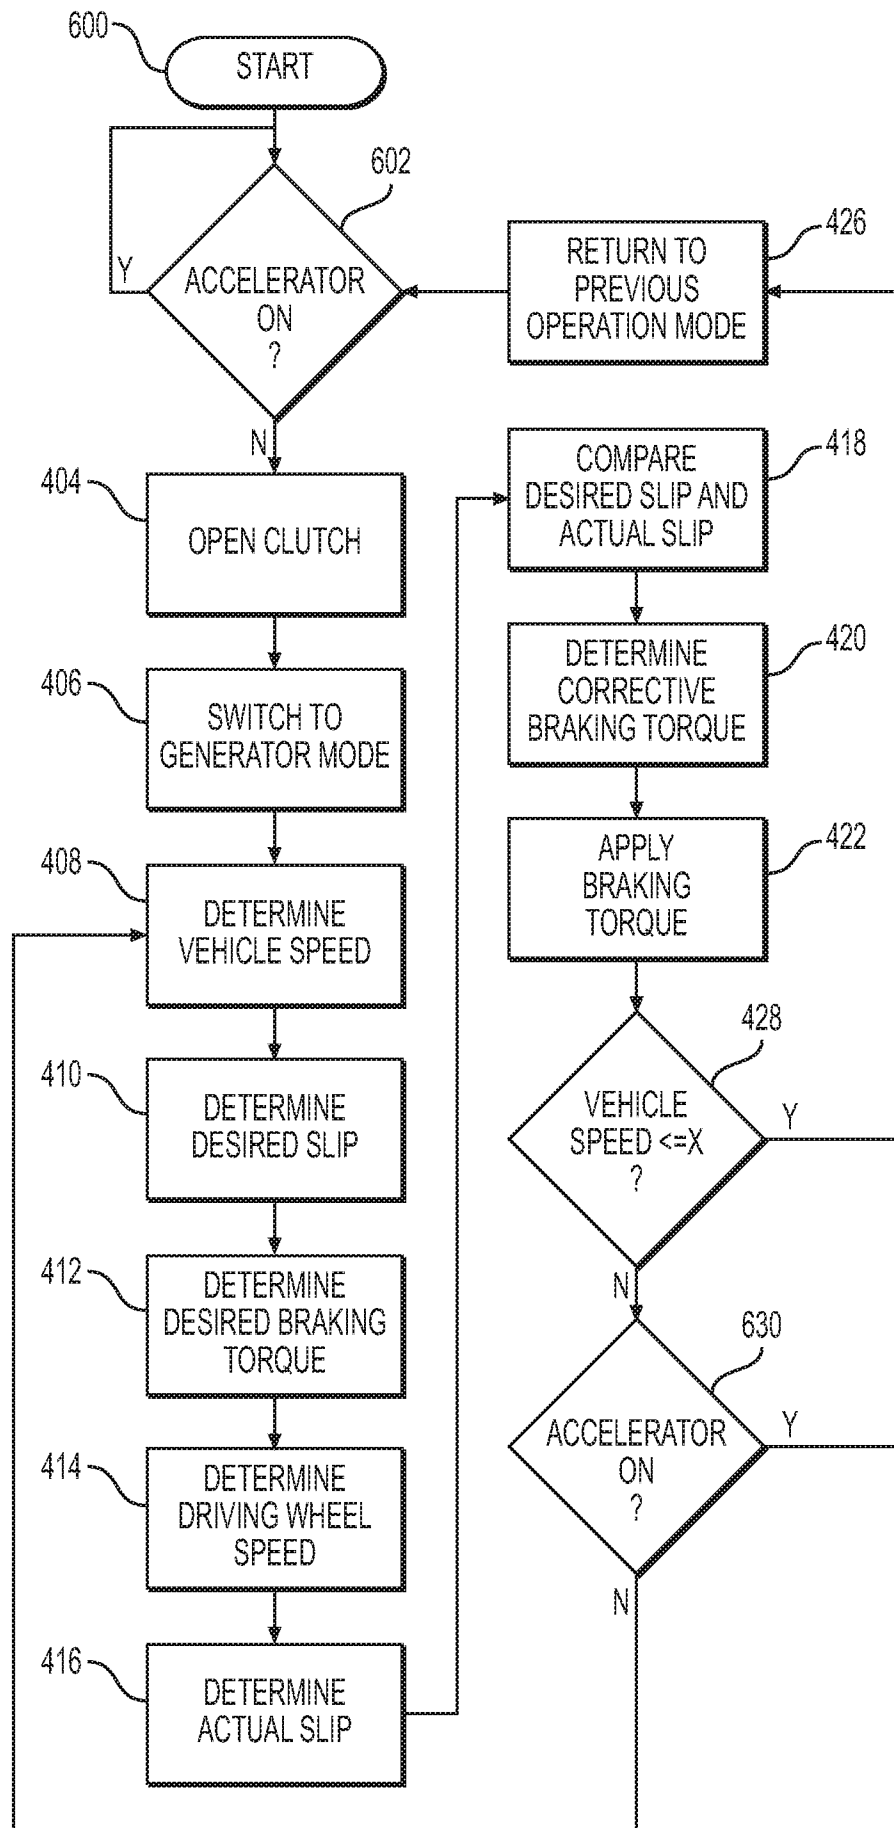 600
START
602
ACCELERATOR
ON
?
Y
N
404
OPEN CLUTCH
406
SWITCH TO
GENERATOR MODE
408
DETERMINE
VEHICLE SPEED
410
DETERMINE
DESIRED SLIP
412
DETERMINE
DESIRED BRAKING
TORQUE
414
DETERMINE
DRIVING WHEEL
SPEED
416
DETERMINE
ACTUAL SLIP
426
RETURN TO
PREVIOUS
OPERATION MODE
418
COMPARE
DESIRED SLIP AND
ACTUAL SLIP
420
DETERMINE
CORRECTIVE
BRAKING TORQUE
422
APPLY
BRAKING
TORQUE
428
VEHICLE
SPEED <=X
?
Y
N
630
ACCELERATOR
ON
?
Y
N